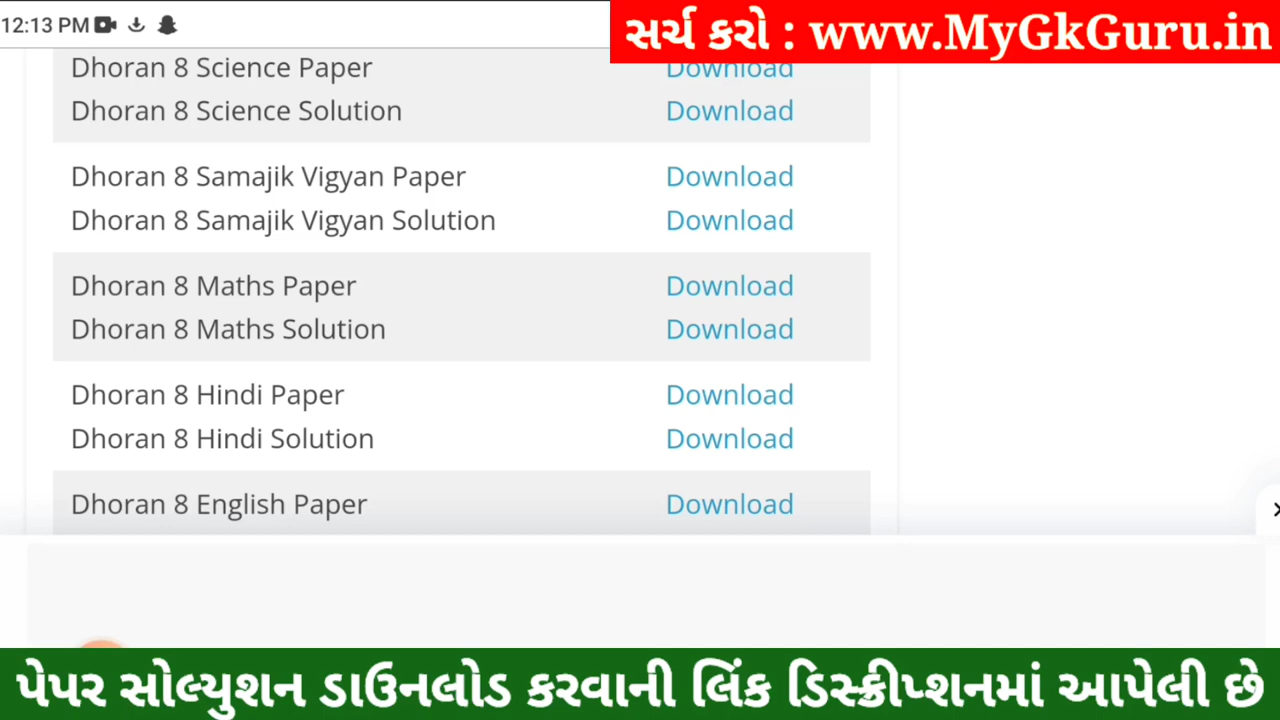 12:13 PM
સર્ચ કરો : www.MyGkGuru.in
Dhoran 8 Science Paper Download
Dhoran 8 Science Solution Download
Dhoran 8 Samajik Vigyan Paper Download
Dhoran 8 Samajik Vigyan Solution Download
Dhoran 8 Maths Paper Download
Dhoran 8 Maths Solution Download
Dhoran 8 Hindi Paper Download
Dhoran 8 Hindi Solution Download
Dhoran 8 English Paper Download
પેપર સોલ્યુશન ડાઉનલોડ કરવાની લિંક ડિસ્ક્રીપ્શનમાં આપેલી છે